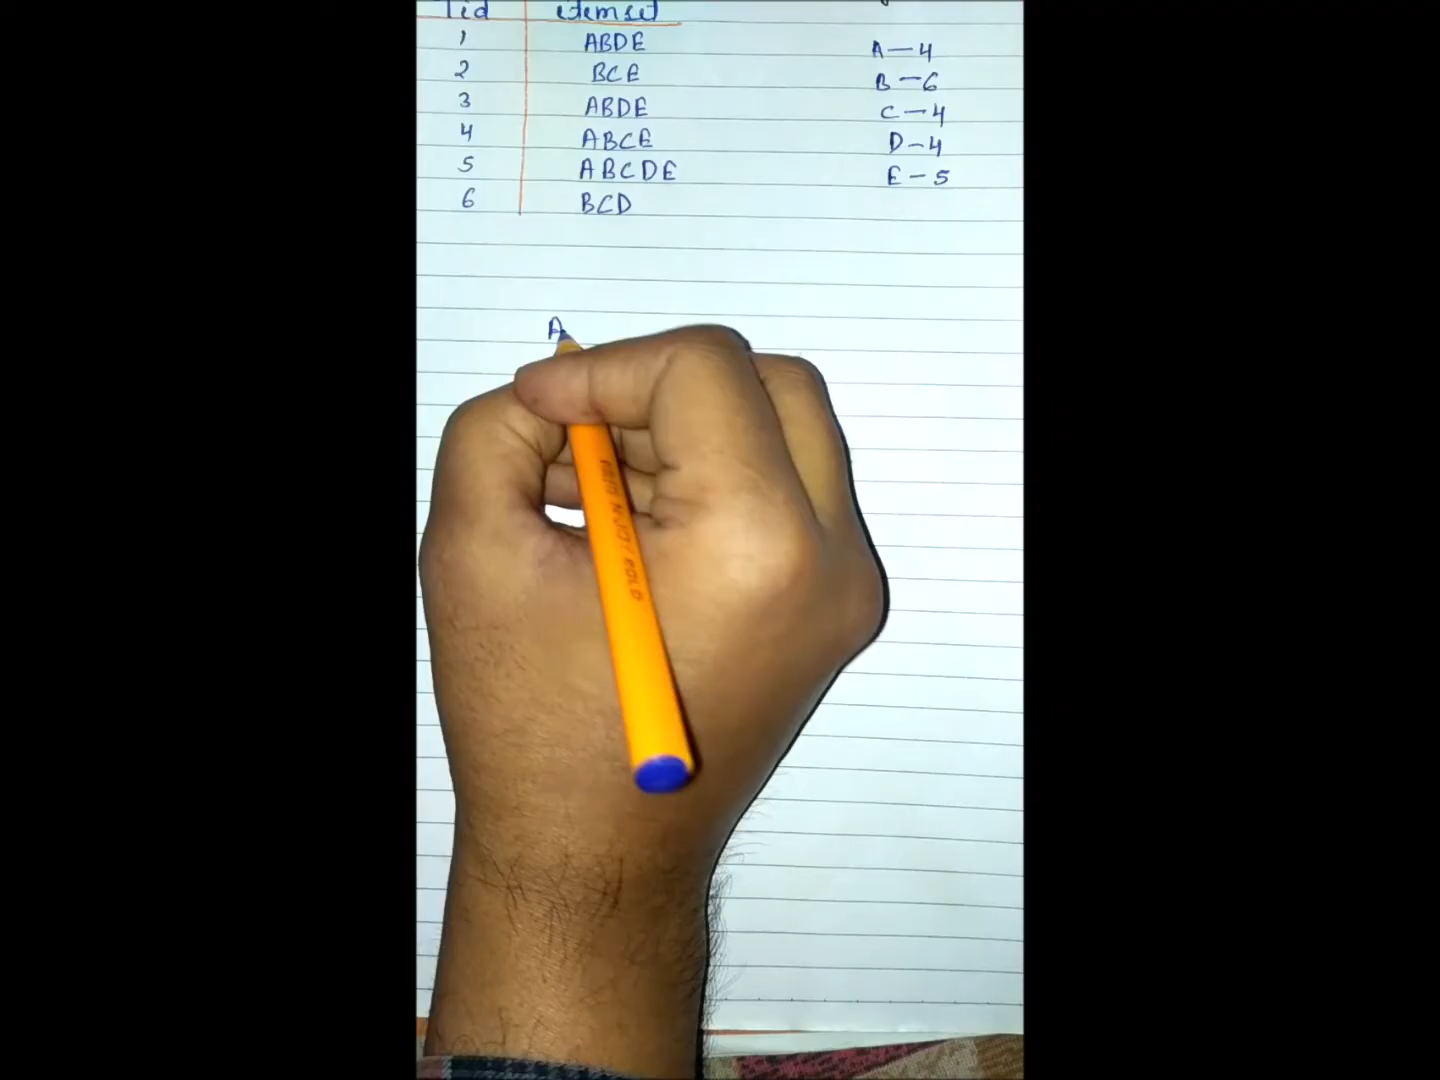 Tid itemset
1 ABDE
2 BCE
3 ABDE
4 ABCE
5 ABCDE
6 BCD
A—4
B—6
C—4
D—4
E—5
A